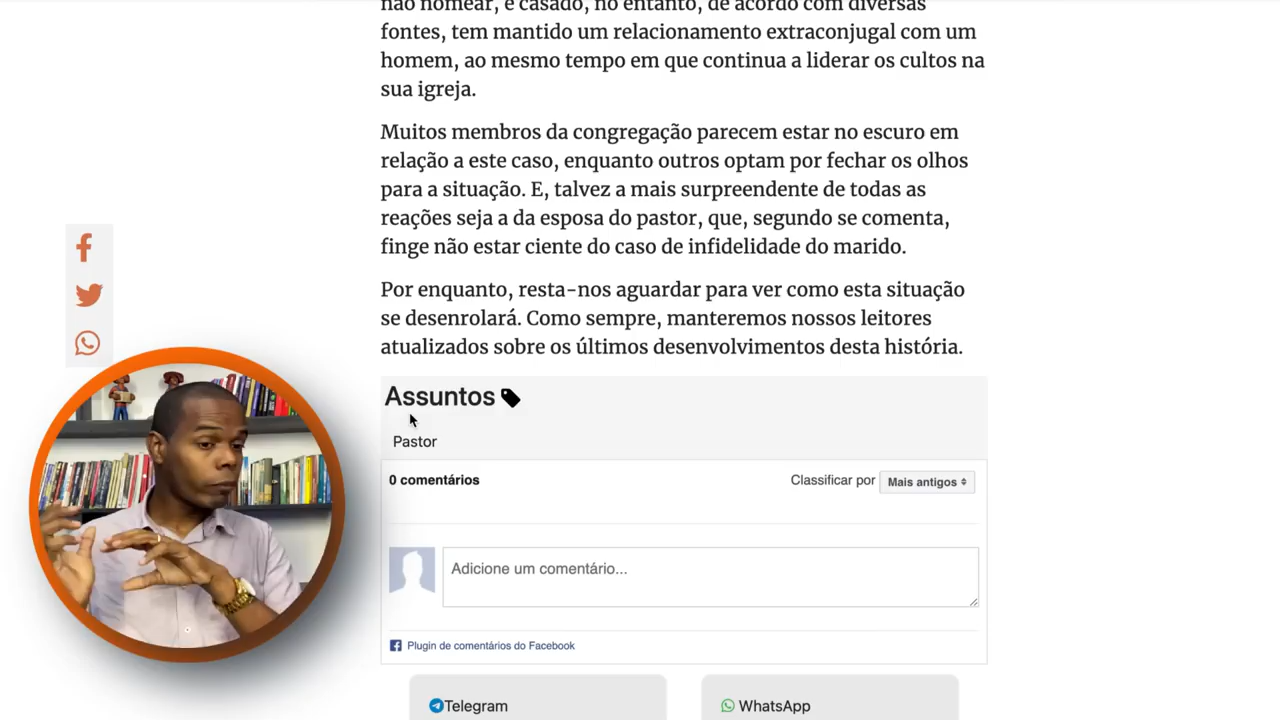 não nomear, é casado, no entanto, de acordo com diversas
fontes, tem mantido um relacionamento extraconjugal com um
homem, ao mesmo tempo em que continua a liderar os cultos na
sua igreja.
Muitos membros da congregação parecem estar no escuro em
relação a este caso, enquanto outros optam por fechar os olhos
para a situação. E, talvez a mais surpreendente de todas as
reações seja a da esposa do pastor, que, segundo se comenta,
finge não estar ciente do caso de infidelidade do marido.
Por enquanto, resta-nos aguardar para ver como esta situação
se desenrolará. Como sempre, manteremos nossos leitores
atualizados sobre os últimos desenvolvimentos desta história.
Assuntos
Pastor
0 comentários
Classificar por Mais antigos
Adicione um comentário...
Plugin de comentários do Facebook
Telegram
WhatsApp